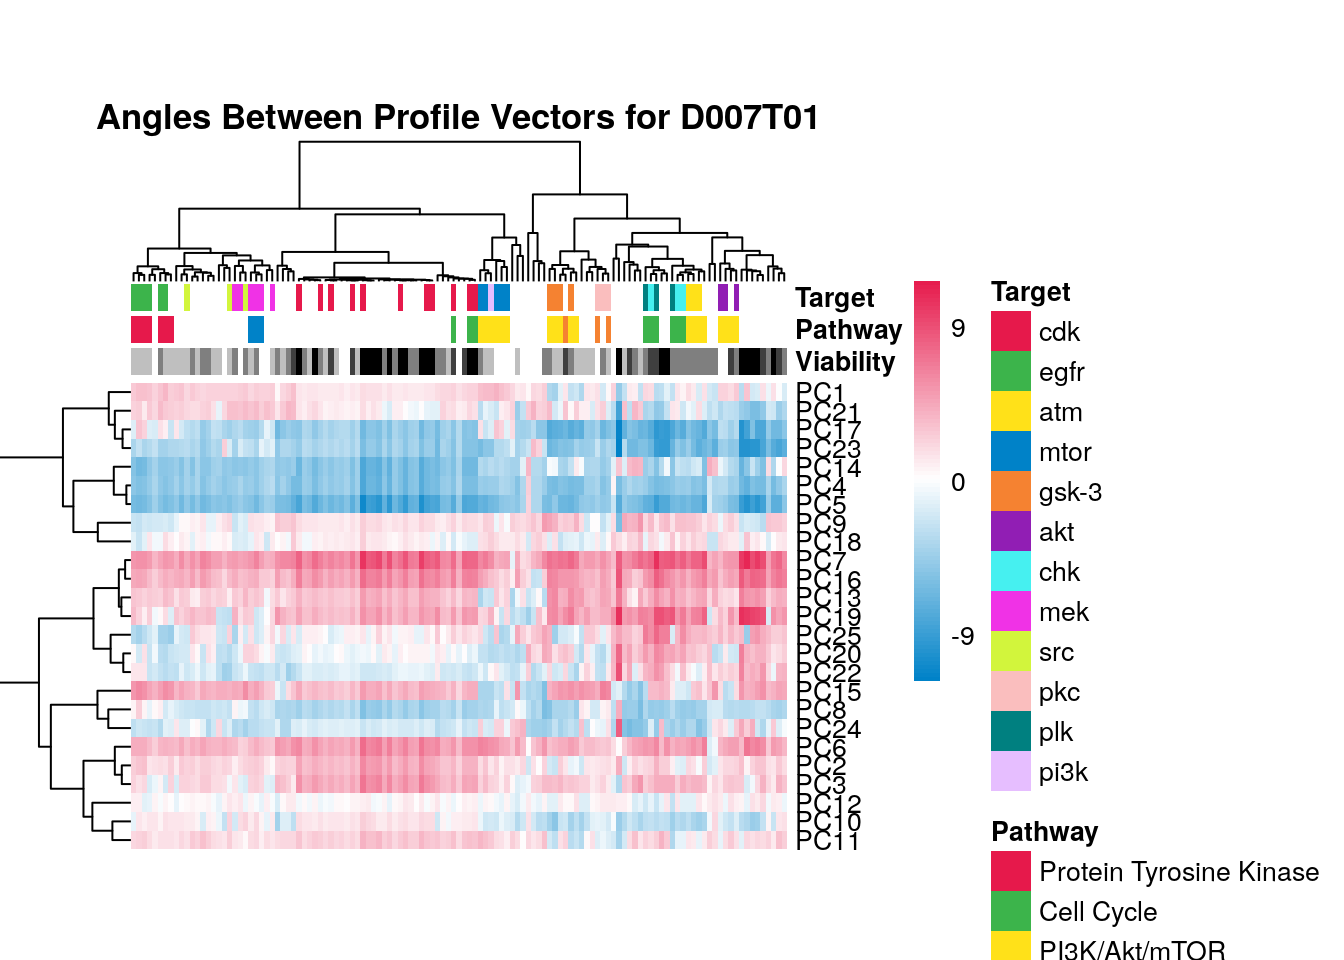 Angles Between Profile Vectors for D007T01
Target
Pathway
Viability
PC1
PC21
PC17
PC23
PC14
PC4
PC5
PC9
PC18
PC7
PC16
PC13
PC19
PC25
PC20
PC22
PC15
PC8
PC24
PC6
PC2
PC3
PC12
PC10
PC11
9
0
-9
Target
cdk
egfr
atm
mtor
gsk-3
akt
chk
mek
src
pkc
plk
pi3k
Pathway
Protein Tyrosine Kinase
Cell Cycle
PI3K/Akt/mTOR